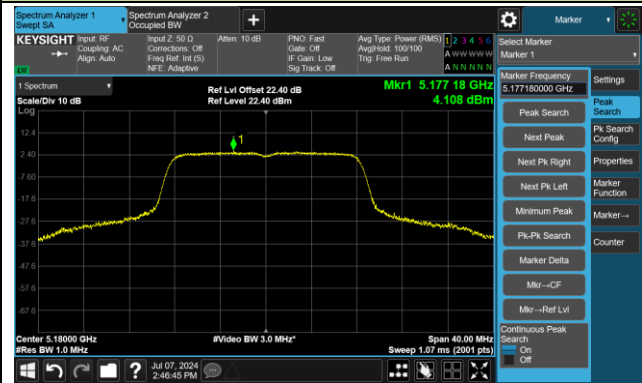 Spectrum Analyzer 1
Swept SA
Spectrum Analyzer 2
Occupied BW
+
Marker
KEYSIGHT
Input: RF
Coupling: AC
Align: Auto
Input Z: 50 Ω
Corrections: Off
Freq Ref: Int (S)
NFE: Adaptive
Atten: 10 dB
PNO: Fast
Gate: Off
IF Gain: Low
Sig Track: Off
Avg Type: Power (RMS)
Avg|Hold: 100/100
Trig: Free Run
1 2 3 4 5 6
A W W W W W
A N N N N N
Select Marker
Marker 1
1 Spectrum
Scale/Div 10 dB
Log
Ref Lvl Offset 22.40 dB
Ref Level 22.40 dBm
Mkr1 5.177 18 GHz
4.108 dBm
1
12.4
2.40
-7.60
-17.6
-27.6
-37.6
-47.6
-57.6
-67.6
Center 5.18000 GHz
#Res BW 1.0 MHz
#Video BW 3.0 MHz*
Span 40.00 MHz
Sweep 1.07 ms (2001 pts)
Marker Frequency
5.177180000 GHz
Peak Search
Next Peak
Next Pk Right
Next Pk Left
Minimum Peak
Pk-Pk Search
Marker Delta
Mkr→CF
Mkr→Ref Lvl
Continuous Peak
Search
On
Off
Settings
Peak
Search
Pk Search
Config
Properties
Marker
Function
Marker→
Counter
?
Jul 07, 2024
2:46:45 PM